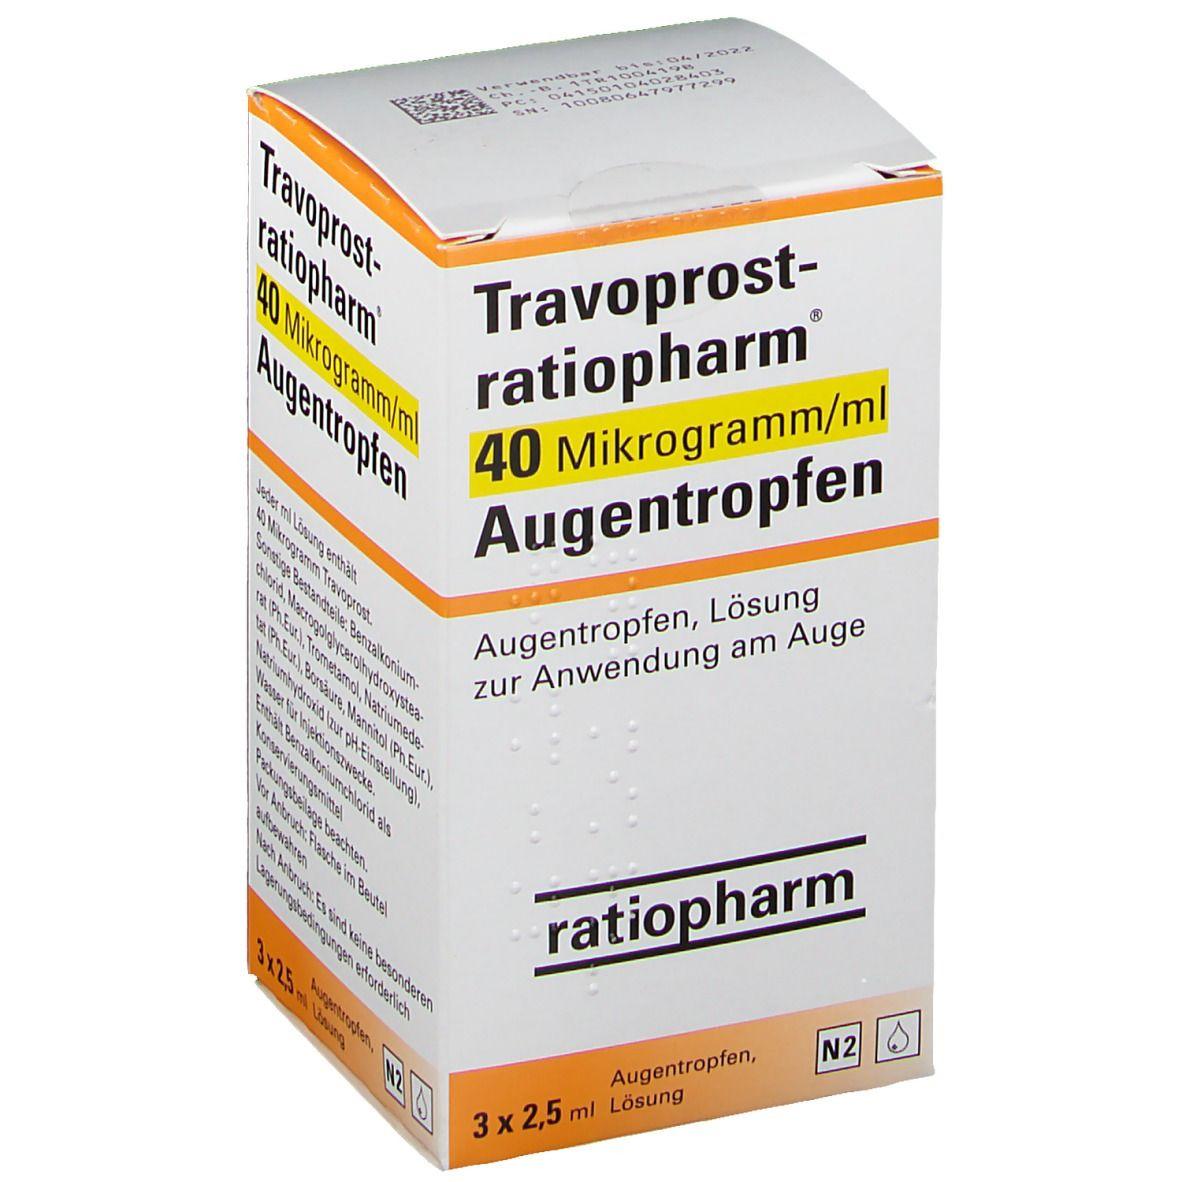 Verwendbar bis:04/2022
Ch.-B.1TR100419B
PC: 04150104028403
SN: 10080647977299
Travoprost-
ratiopharm®
40 Mikrogramm/ml
Augentropfen
Jeder ml Lösung enthält
40 Mikrogramm Travoprost.
Sonstige Bestandteile: Benzalkonium-
chlorid, Macrogolglycerolhydroxystea-
rat (Ph.Eur.), Trometamol, Natriumede-
tat (Ph.Eur.), Borsäure, Mannitol (Ph.Eur.),
Natriumhydroxid (zur pH-Einstellung),
Wasser für Injektionszwecke.
Enthält Benzalkoniumchlorid als
Konservierungsmittel
Packungsbeilage beachten.
Vor Anbruch: Flasche im Beutel
aufbewahren
Nach Anbruch: Es sind keine besonderen
Lagerungsbedingungen erforderlich
3 x 2,5 ml
Augentropfen,
Lösung
N2
Travoprost-
ratiopharm®
40 Mikrogramm/ml
Augentropfen
Augentropfen, Lösung
zur Anwendung am Auge
ratiopharm
3 x 2,5 ml
Augentropfen,
Lösung
N2